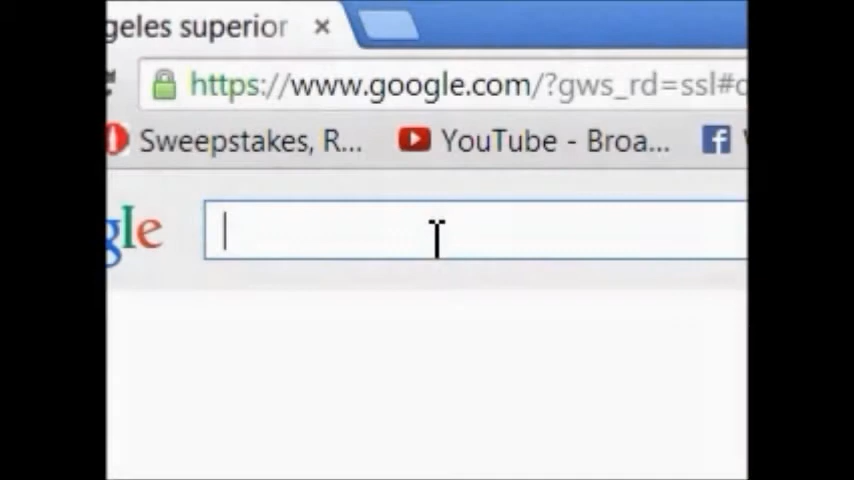 geles superior
https://www.google.com/?gws_rd=ssl#
Sweepstakes, R... YouTube - Broa...
gle